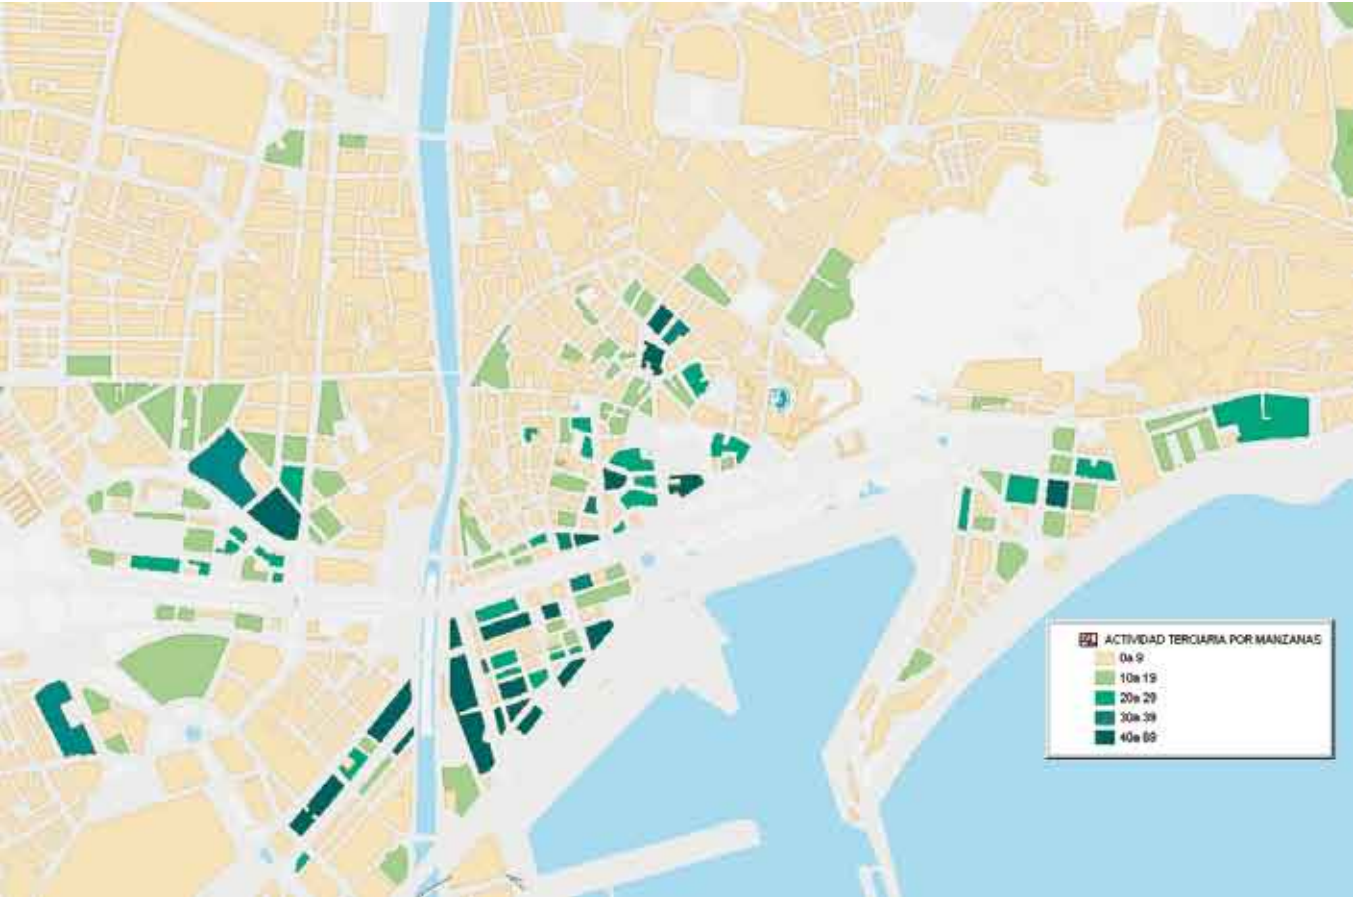 ACTIVIDAD TERCIARIA POR MANZANAS
0a 9
10a 19
20a 29
30a 39
40a 89